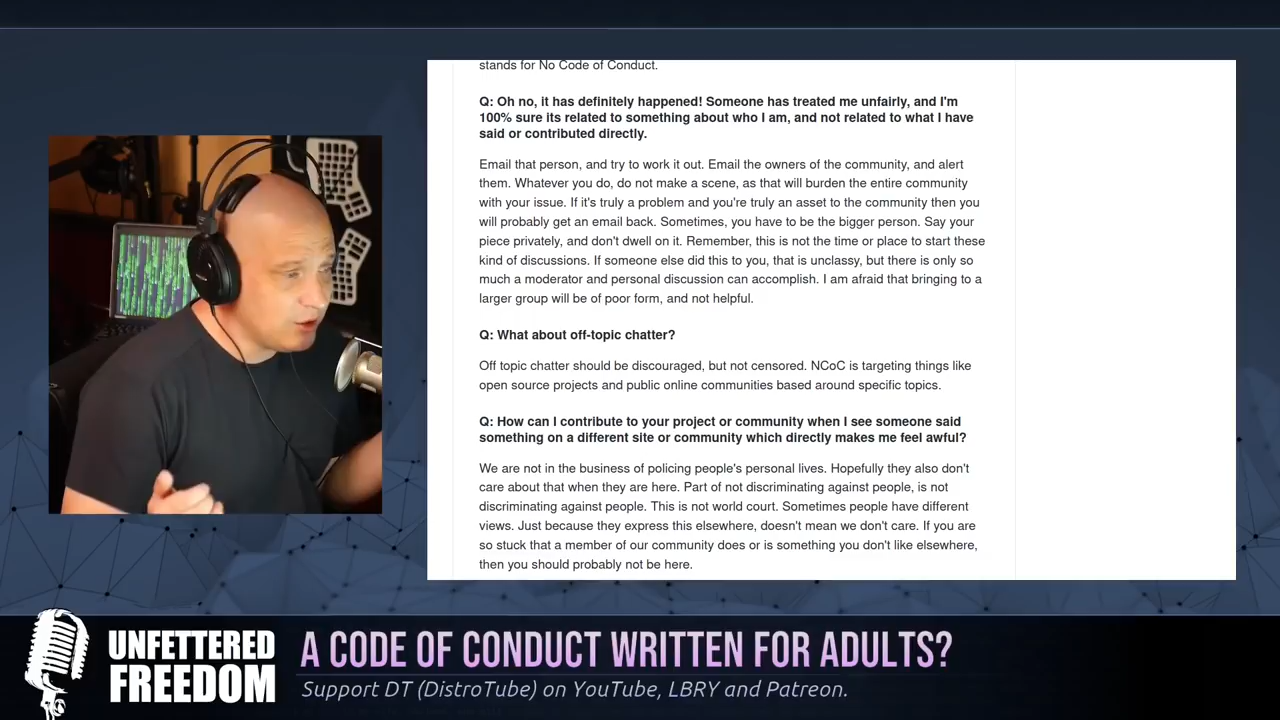 stands for No Code of Conduct.
Q: Oh no, it has definitely happened! Someone has treated me unfairly, and I'm
100% sure its related to something about who I am, and not related to what I have
said or contributed directly.
Email that person, and try to work it out. Email the owners of the community, and alert
them. Whatever you do, do not make a scene, as that will burden the entire community
with your issue. If it's truly a problem and you're truly an asset to the community then you
will probably get an email back. Sometimes, you have to be the bigger person. Say your
piece privately, and don't dwell on it. Remember, this is not the time or place to start these
kind of discussions. If someone else did this to you, that is unclassy, but there is only so
much a moderator and personal discussion can accomplish. I am afraid that bringing to a
larger group will be of poor form, and not helpful.
Q: What about off-topic chatter?
Off topic chatter should be discouraged, but not censored. NCoC is targeting things like
open source projects and public online communities based around specific topics.
Q: How can I contribute to your project or community when I see someone said
something on a different site or community which directly makes me feel awful?
We are not in the business of policing people's personal lives. Hopefully they also don't
care about that when they are here. Part of not discriminating against people, is not
discriminating against people. This is not world court. Sometimes people have different
views. Just because they express this elsewhere, doesn't mean we don't care. If you are
so stuck that a member of our community does or is something you don't like elsewhere,
then you should probably not be here.
UNFETTERED
FREEDOM
A CODE OF CONDUCT WRITTEN FOR ADULTS?
Support DT (DistroTube) on YouTube, LBRY and Patreon.